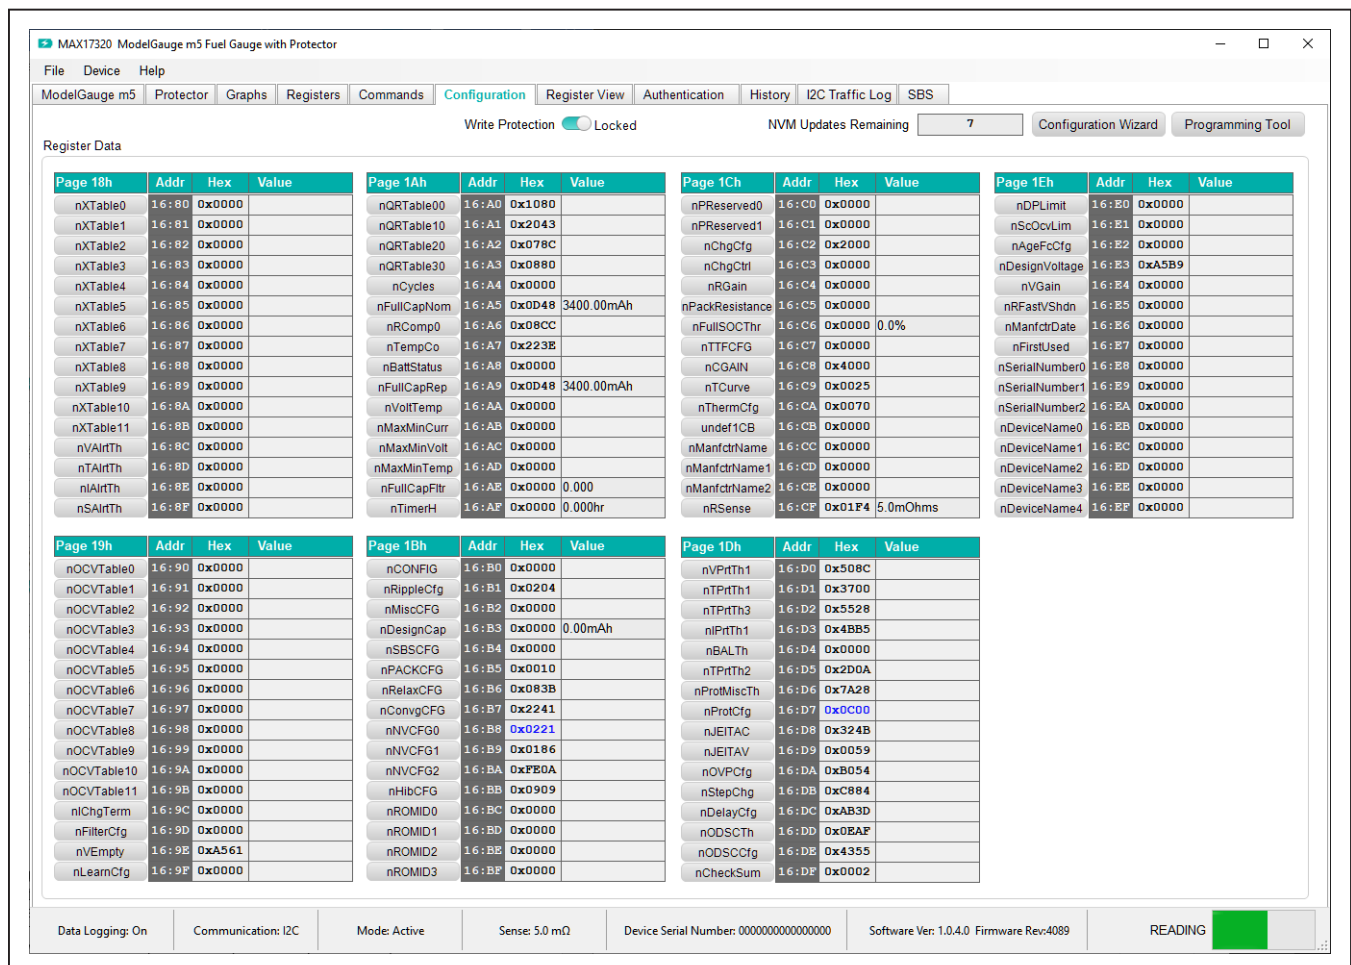 MAX17320 ModelGauge m5 Fuel Gauge with Protector
File Device Help
ModelGauge m5 Protector Graphs Registers Commands Configuration Register View Authentication History I2C Traffic Log SBS
Write Protection Locked NVM Updates Remaining 7 Configuration Wizard Programming Tool
Register Data
Page 18h Addr Hex Value Page 1Ah Addr Hex Value Page 1Ch Addr Hex Value Page 1Eh Addr Hex Value
nXTable0 16:80 0x0000 nQRTable00 16:A0 0x1080 nPReserved0 16:C0 0x0000 nDPLimit 16:E0 0x0000
nXTable1 16:81 0x0000 nQRTable10 16:A1 0x2043 nPReserved1 16:C1 0x0000 nScOcvLim 16:E1 0x0000
nXTable2 16:82 0x0000 nQRTable20 16:A2 0x078C nChgCfg 16:C2 0x2000 nAgeFcCfg 16:E2 0x0000
nXTable3 16:83 0x0000 nQRTable30 16:A3 0x0880 nChgCtrl 16:C3 0x0000 nDesignVoltage 16:E3 0xA5B9
nXTable4 16:84 0x0000 nCycles 16:A4 0x0000 nRGain 16:C4 0x0000 nVGain 16:E4 0x0000
nXTable5 16:85 0x0000 nFullCapNom 16:A5 0x0D48 3400.00mAh nPackResistance 16:C5 0x0000 nRFastVShdn 16:E5 0x0000
nXTable6 16:86 0x0000 nRComp0 16:A6 0x08CC nFullSOCThr 16:C6 0x0000 0.0% nManfctrDate 16:E6 0x0000
nXTable7 16:87 0x0000 nTempCo 16:A7 0x223E nTTFCFG 16:C7 0x0000 nFirstUsed 16:E7 0x0000
nXTable8 16:88 0x0000 nBattStatus 16:A8 0x0000 nCGAIN 16:C8 0x4000 nSerialNumber0 16:E8 0x0000
nXTable9 16:89 0x0000 nFullCapRep 16:A9 0x0D48 3400.00mAh nTCurve 16:C9 0x0025 nSerialNumber1 16:E9 0x0000
nXTable10 16:8A 0x0000 nVoltTemp 16:AA 0x0000 nThermCfg 16:CA 0x0070 nSerialNumber2 16:EA 0x0000
nXTable11 16:8B 0x0000 nMaxMinCurr 16:AB 0x0000 undef1CB 16:CB 0x0000 nDeviceName0 16:EB 0x0000
nVAlrtTh 16:8C 0x0000 nMaxMinVolt 16:AC 0x0000 nManfctrName 16:CC 0x0000 nDeviceName1 16:EC 0x0000
nTAlrtTh 16:8D 0x0000 nMaxMinTemp 16:AD 0x0000 nManfctrName1 16:CD 0x0000 nDeviceName2 16:ED 0x0000
nIAlrtTh 16:8E 0x0000 nFullCapFltr 16:AE 0x0000 0.000 nManfctrName2 16:CE 0x0000 nDeviceName3 16:EE 0x0000
nSAlrtTh 16:8F 0x0000 nTimerH 16:AF 0x0000 0.000hr nRSense 16:CF 0x01F4 5.0mOhms nDeviceName4 16:EF 0x0000
Page 19h Addr Hex Value Page 1Bh Addr Hex Value Page 1Dh Addr Hex Value
nOCVTable0 16:90 0x0000 nCONFIG 16:B0 0x0000 nVPrtTh1 16:D0 0x508C
nOCVTable1 16:91 0x0000 nRippleCfg 16:B1 0x0204 nTPrtTh1 16:D1 0x3700
nOCVTable2 16:92 0x0000 nMiscCFG 16:B2 0x0000 nTPrtTh3 16:D2 0x5528
nOCVTable3 16:93 0x0000 nDesignCap 16:B3 0x0000 0.00mAh nIPrtTh1 16:D3 0x4BB5
nOCVTable4 16:94 0x0000 nSBSCFG 16:B4 0x0000 nBALTh 16:D4 0x0000
nOCVTable5 16:95 0x0000 nPACKCFG 16:B5 0x0010 nTPrtTh2 16:D5 0x2D0A
nOCVTable6 16:96 0x0000 nRelaxCFG 16:B6 0x083B nProtMiscTh 16:D6 0x7A28
nOCVTable7 16:97 0x0000 nConvgCFG 16:B7 0x2241 nProtCfg 16:D7 0x0C00
nOCVTable8 16:98 0x0000 nNVCFG0 16:B8 0x0221 nJEITAC 16:D8 0x324B
nOCVTable9 16:99 0x0000 nNVCFG1 16:B9 0x0186 nJEITAV 16:D9 0x0059
nOCVTable10 16:9A 0x0000 nNVCFG2 16:BA 0xFE0A nOVPCfg 16:DA 0xB054
nOCVTable11 16:9B 0x0000 nHibCFG 16:BB 0x0909 nStepChg 16:DB 0xC884
nIChgTerm 16:9C 0x0000 nROMID0 16:BC 0x0000 nDelayCfg 16:DC 0xAB3D
nFilterCfg 16:9D 0x0000 nROMID1 16:BD 0x0000 nODSCTh 16:DD 0x0EAF
nVEmpty 16:9E 0xA561 nROMID2 16:BE 0x0000 nODSCCfg 16:DE 0x4355
nLearnCfg 16:9F 0x0000 nROMID3 16:BF 0x0000 nCheckSum 16:DF 0x0002
Data Logging: On Communication: I2C Mode: Active Sense: 5.0 mΩ Device Serial Number: 0000000000000000 Software Ver: 1.0.4.0 Firmware Rev:4089 READING